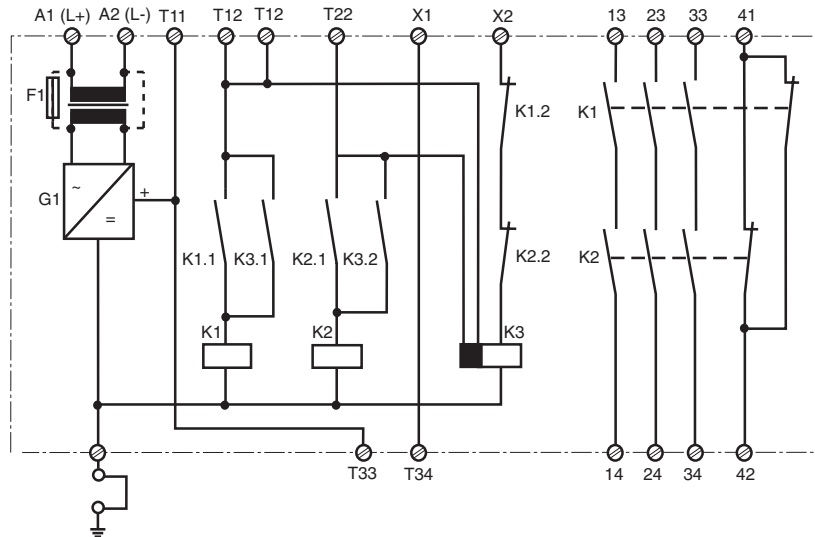 A1 (L+) A2 (L-) T11 T12 T12 T22 X1 X2 13 23 33 41
F1
K1.2 K1
~
G1 +
=
K1.1 K3.1 K2.1 K3.2 K2.2 K2
K1 K2 K3
T33 T34 14 24 34 42